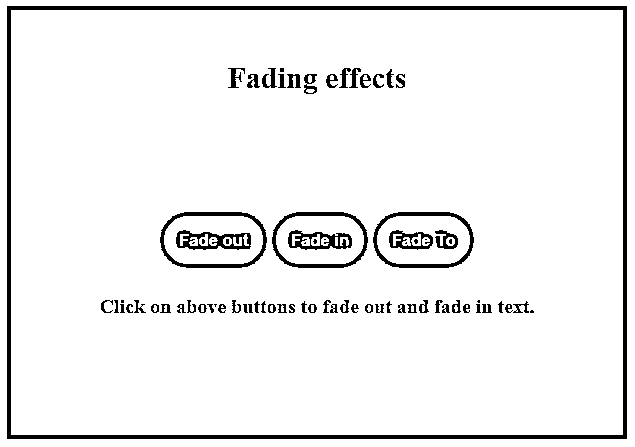 Fading effects
Fade out Fade in Fade To
Click on above buttons to fade out and fade in text.